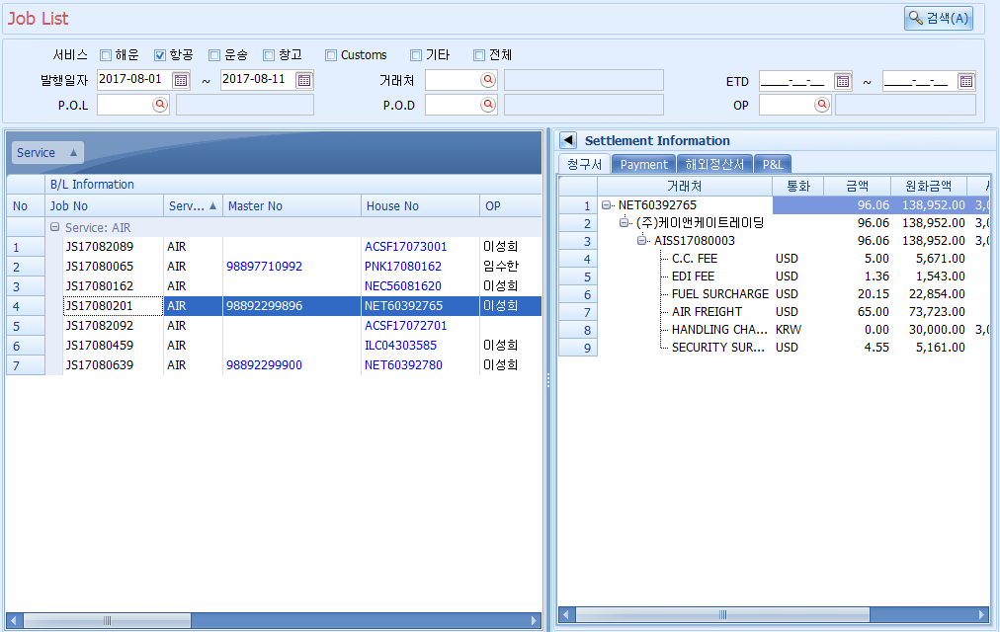 Job List
검색(A)
서비스 해운 항공 운송 창고 Customs 기타 전체
발행일자 2017-08-01 ~ 2017-08-11 거래처 ETD ____-__-__ ~ ____-__-__
P.O.L P.O.D OP
Service
B/L Information
No Job No Serv... Master No House No OP
Service: AIR
1 JS17082089 AIR ACSF17073001 이성희
2 JS17080065 AIR 98897710992 PNK17080162 임수한
3 JS17080162 AIR NEC56081620 이성희
4 JS17080201 AIR 98892299896 NET60392765 이성희
5 JS17082092 AIR ACSF17072701
6 JS17080459 AIR ILC04303585 이성희
7 JS17080639 AIR 98892299900 NET60392780 이성희
Settlement Information
청구서 Payment 해외정산서 P&L
거래처 통화 금액 원화금액
1 NET60392765 96.06 138,952.00 3,0
2 (주)케이앤케이트레이딩 96.06 138,952.00 3,0
3 AISS17080003 96.06 138,952.00 3,0
4 C.C. FEE USD 5.00 5,671.00
5 EDI FEE USD 1.36 1,543.00
6 FUEL SURCHARGE USD 20.15 22,854.00
7 AIR FREIGHT USD 65.00 73,723.00
8 HANDLING CHA... KRW 0.00 30,000.00 3,0
9 SECURITY SUR... USD 4.55 5,161.00